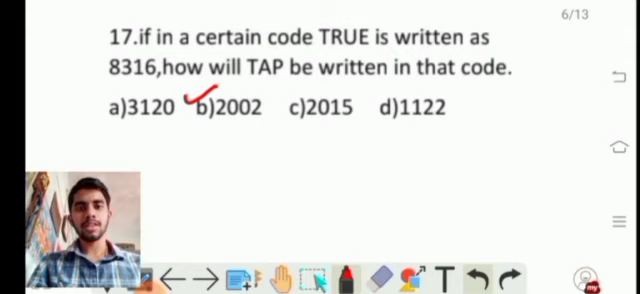 6/13
17.if in a certain code TRUE is written as
8316,how will TAP be written in that code.
a)3120 b)2002 c)2015 d)1122
T
my